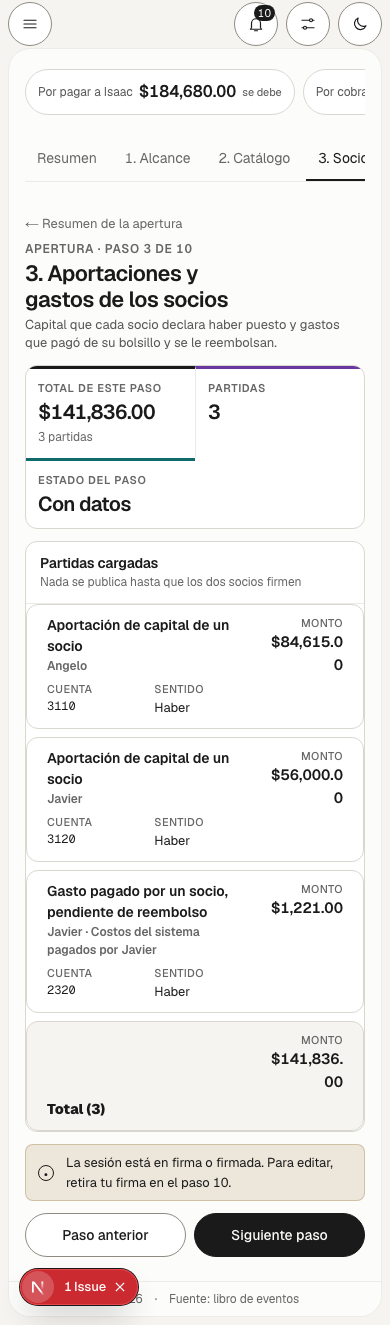 10
Por pagar a Isaac $184,680.00 se debe
Por cobra
Resumen 1. Alcance 2. Catálogo 3. Socio
← Resumen de la apertura
APERTURA · PASO 3 DE 10
3. Aportaciones y
gastos de los socios
Capital que cada socio declara haber puesto y gastos
que pagó de su bolsillo y se le reembolsan.
TOTAL DE ESTE PASO
$141,836.00
3 partidas
PARTIDAS
3
ESTADO DEL PASO
Con datos
Partidas cargadas
Nada se publica hasta que los dos socios firmen
Aportación de capital de un
socio
Angelo
MONTO
$84,615.0
0
CUENTA
3110
SENTIDO
Haber
Aportación de capital de un
socio
Javier
MONTO
$56,000.0
0
CUENTA
3120
SENTIDO
Haber
Gasto pagado por un socio,
pendiente de reembolso
Javier · Costos del sistema
pagados por Javier
MONTO
$1,221.00
CUENTA
2320
SENTIDO
Haber
MONTO
$141,836.
00
Total (3)
La sesión está en firma o firmada. Para editar,
retira tu firma en el paso 10.
Paso anterior
Siguiente paso
N 1 Issue
26 · Fuente: libro de eventos